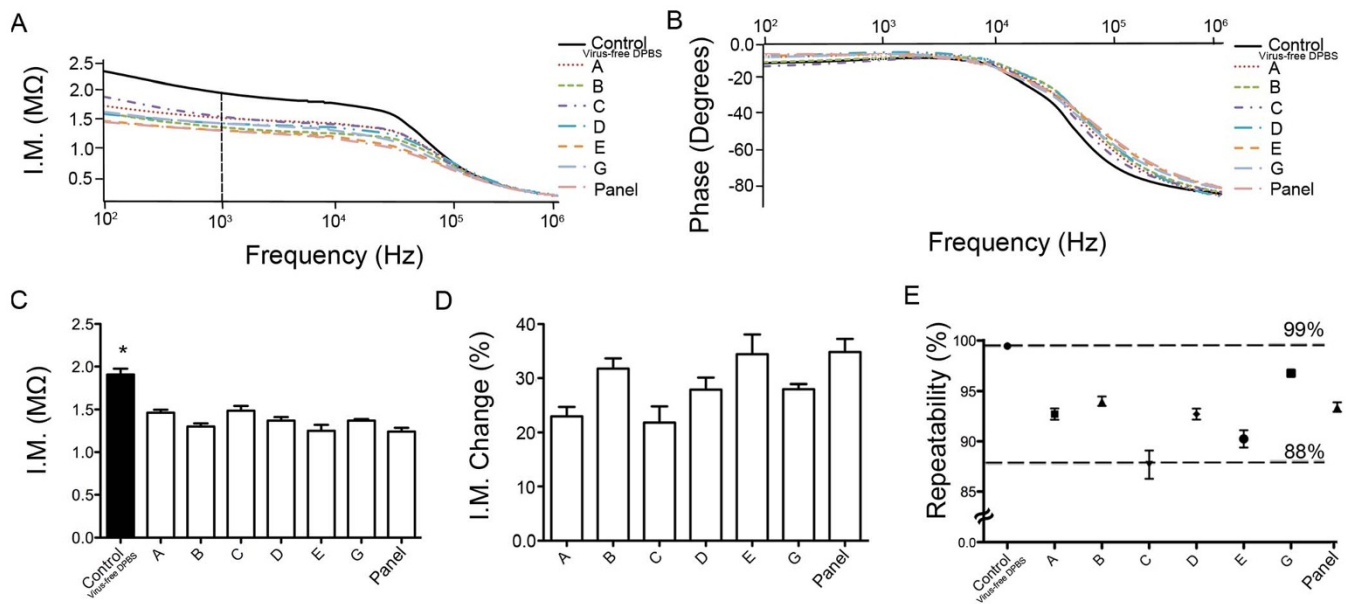 A
I.M. (MΩ)
2.5
2.0
1.5
1.0
0.5
10²
10³
10⁴
10⁵
10⁶
Frequency (Hz)
Control
Virus-free DPBS
A
B
C
D
E
G
Panel
B
10²
10³
10⁴
10⁵
10⁶
Phase (Degrees)
0.0
-20
-40
-60
-80
Frequency (Hz)
Control
Virus-free DPBS
A
B
C
D
E
G
Panel
C
I.M. (MΩ)
2.5
2.0
1.5
1.0
0.5
0.0
*
Control
Virus-free DPBS
A
B
C
D
E
G
Panel
D
I.M. Change (%)
40
30
20
10
0.0
A
B
C
D
E
G
Panel
E
Repeatability (%)
100
95
90
85
0.0
99%
88%
Control
Virus-free DPBS
A
B
C
D
E
G
Panel